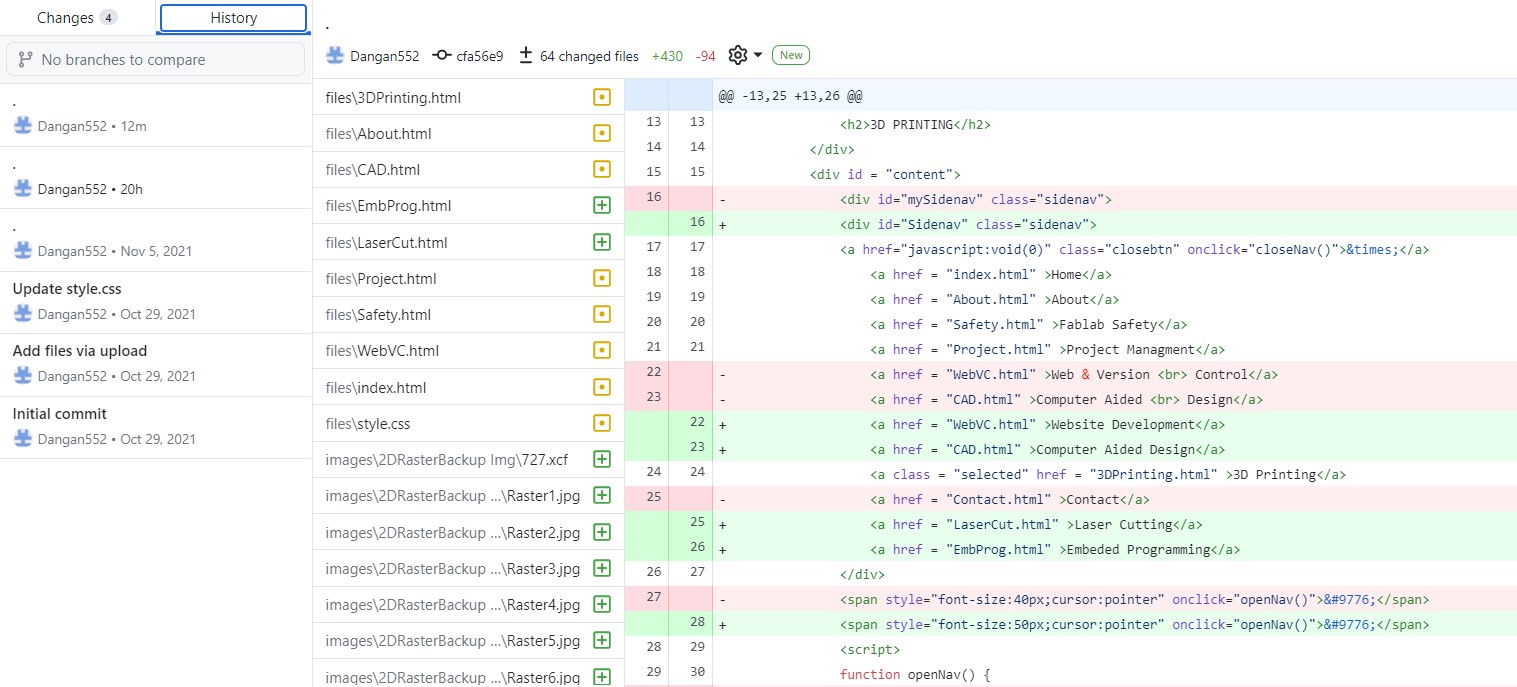 Changes 4
History
No branches to compare
.
Dangan552 • 12m
.
Dangan552 • 20h
.
Dangan552 • Nov 5, 2021
Update style.css
Dangan552 • Oct 29, 2021
Add files via upload
Dangan552 • Oct 29, 2021
Initial commit
Dangan552 • Oct 29, 2021
.
Dangan552 cfa56e9 64 changed files +430 -94 New
files\3DPrinting.html
files\About.html
files\CAD.html
files\EmbProg.html
files\LaserCut.html
files\Project.html
files\Safety.html
files\WebVC.html
files\index.html
files\style.css
images\2DRasterBackup Img\727.xcf
images\2DRasterBackup ...\Raster1.jpg
images\2DRasterBackup ...\Raster2.jpg
images\2DRasterBackup ...\Raster3.jpg
images\2DRasterBackup ...\Raster4.jpg
images\2DRasterBackup ...\Raster5.jpg
images\2DRasterBackup ...\Raster6.jpg
@@ -13,25 +13,26 @@
13 13 <h2>3D PRINTING</h2>
14 14 </div>
15 15 <div id = "content">
16 - <div id="mySidenav" class="sidenav">
16 + <div id="Sidenav" class="sidenav">
17 17 <a href="javascript:void(0)" class="closebtn" onclick="closeNav()">&times;</a>
18 18 <a href = "index.html" >Home</a>
19 19 <a href = "About.html" >About</a>
20 20 <a href = "Safety.html" >Fablab Safety</a>
21 21 <a href = "Project.html" >Project Managment</a>
22 - <a href = "WebVC.html" >Web & Version <br> Control</a>
23 - <a href = "CAD.html" >Computer Aided <br> Design</a>
22 + <a href = "WebVC.html" >Website Development</a>
23 + <a href = "CAD.html" >Computer Aided Design</a>
24 24 <a class = "selected" href = "3DPrinting.html" >3D Printing</a>
25 - <a href = "Contact.html" >Contact</a>
25 + <a href = "LaserCut.html" >Laser Cutting</a>
26 + <a href = "EmbProg.html" >Embeded Programming</a>
26 27 </div>
27 - <span style="font-size:40px;cursor:pointer" onclick="openNav()">&#9776;</span>
28 + <span style="font-size:50px;cursor:pointer" onclick="openNav()">&#9776;</span>
28 29 <script>
29 30 function openNav() {